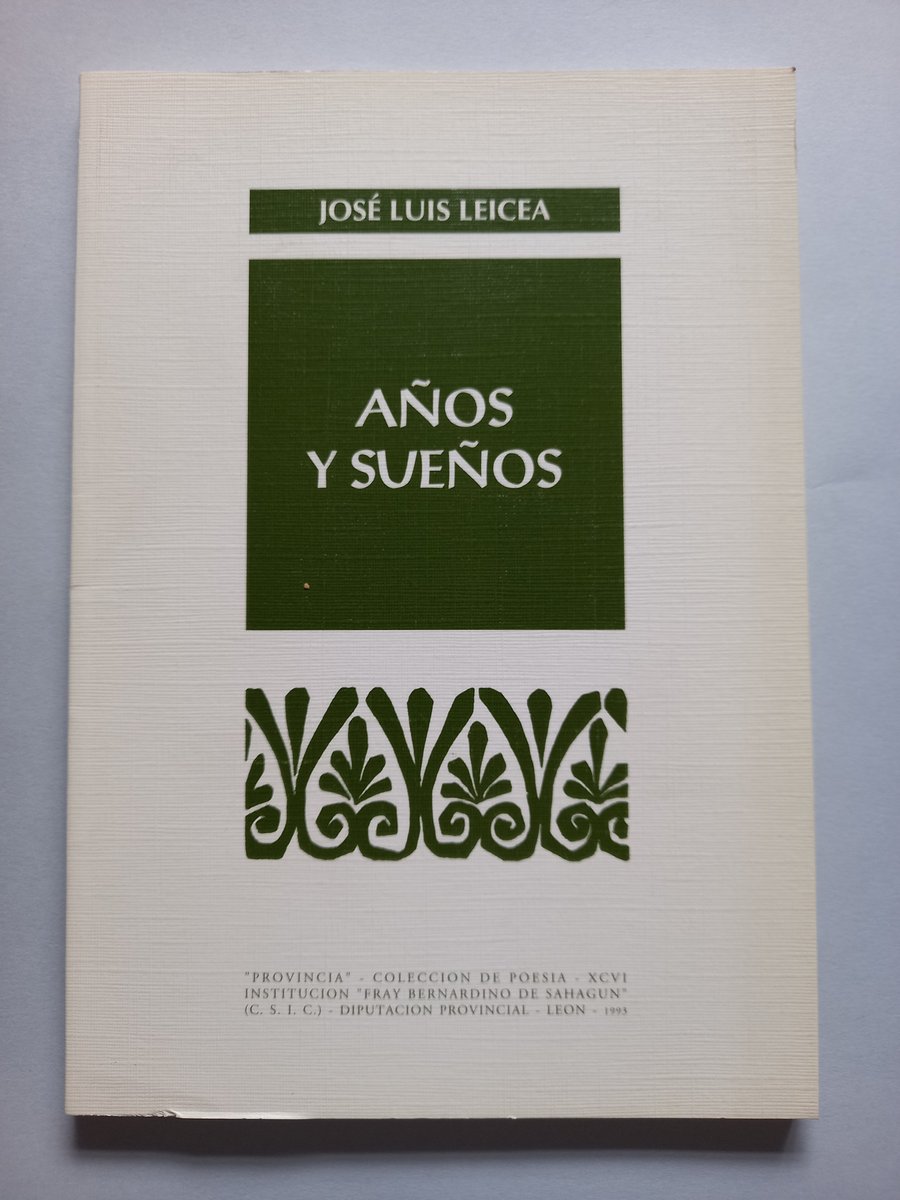 JOSÉ LUIS LEICEA
AÑOS
Y SUEÑOS
"PROVINCIA" - COLECCION DE POESIA - XCVI
INSTITUCION "FRAY BERNARDINO DE SAHAGUN"
(C. S. I. C.) - DIPUTACION PROVINCIAL - LEON - 1993